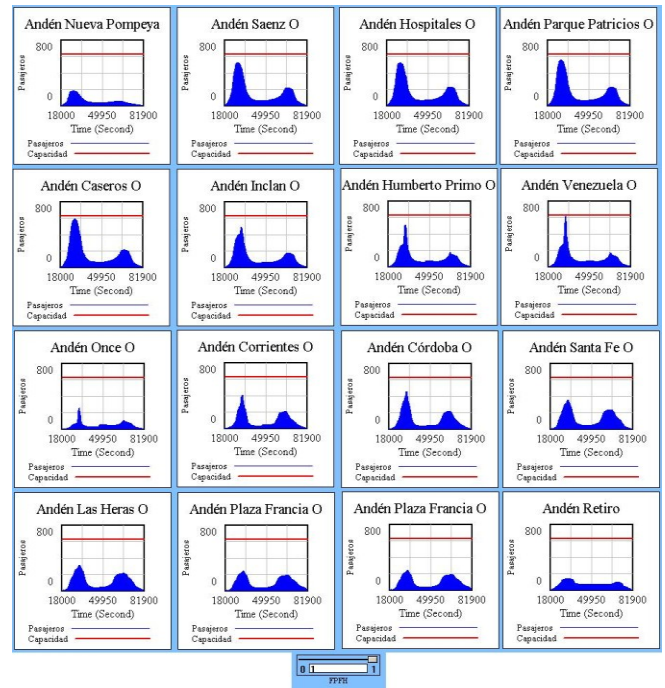 Andén Nueva Pompeya
800
Pasajeros
0
18000 49950 81900
Time (Second)
Pasajeros
Capacidad
Andén Saenz O
800
Pasajeros
0
18000 49950 81900
Time (Second)
Pasajeros
Capacidad
Andén Hospitales O
800
Pasajeros
0
18000 49950 81900
Time (Second)
Pasajeros
Capacidad
Andén Parque Patricios O
800
Pasajeros
0
18000 49950 81900
Time (Second)
Pasajeros
Capacidad
Andén Caseros O
800
Pasajeros
0
18000 49950 81900
Time (Second)
Pasajeros
Capacidad
Andén Inclan O
800
Pasajeros
0
18000 49950 81900
Time (Second)
Pasajeros
Capacidad
Andén Humberto Primo O
800
Pasajeros
0
18000 49950 81900
Time (Second)
Pasajeros
Capacidad
Andén Venezuela O
800
Pasajeros
0
18000 49950 81900
Time (Second)
Pasajeros
Capacidad
Andén Once O
800
Pasajeros
0
18000 49950 81900
Time (Second)
Pasajeros
Capacidad
Andén Corrientes O
800
Pasajeros
0
18000 49950 81900
Time (Second)
Pasajeros
Capacidad
Andén Córdoba O
800
Pasajeros
0
18000 49950 81900
Time (Second)
Pasajeros
Capacidad
Andén Santa Fe O
800
Pasajeros
0
18000 49950 81900
Time (Second)
Pasajeros
Capacidad
Andén Las Heras O
800
Pasajeros
0
18000 49950 81900
Time (Second)
Pasajeros
Capacidad
Andén Plaza Francia O
800
Pasajeros
0
18000 49950 81900
Time (Second)
Pasajeros
Capacidad
Andén Plaza Francia O
800
Pasajeros
0
18000 49950 81900
Time (Second)
Pasajeros
Capacidad
Andén Retiro
800
Pasajeros
0
18000 49950 81900
Time (Second)
Pasajeros
Capacidad
0 1 1
FPFH